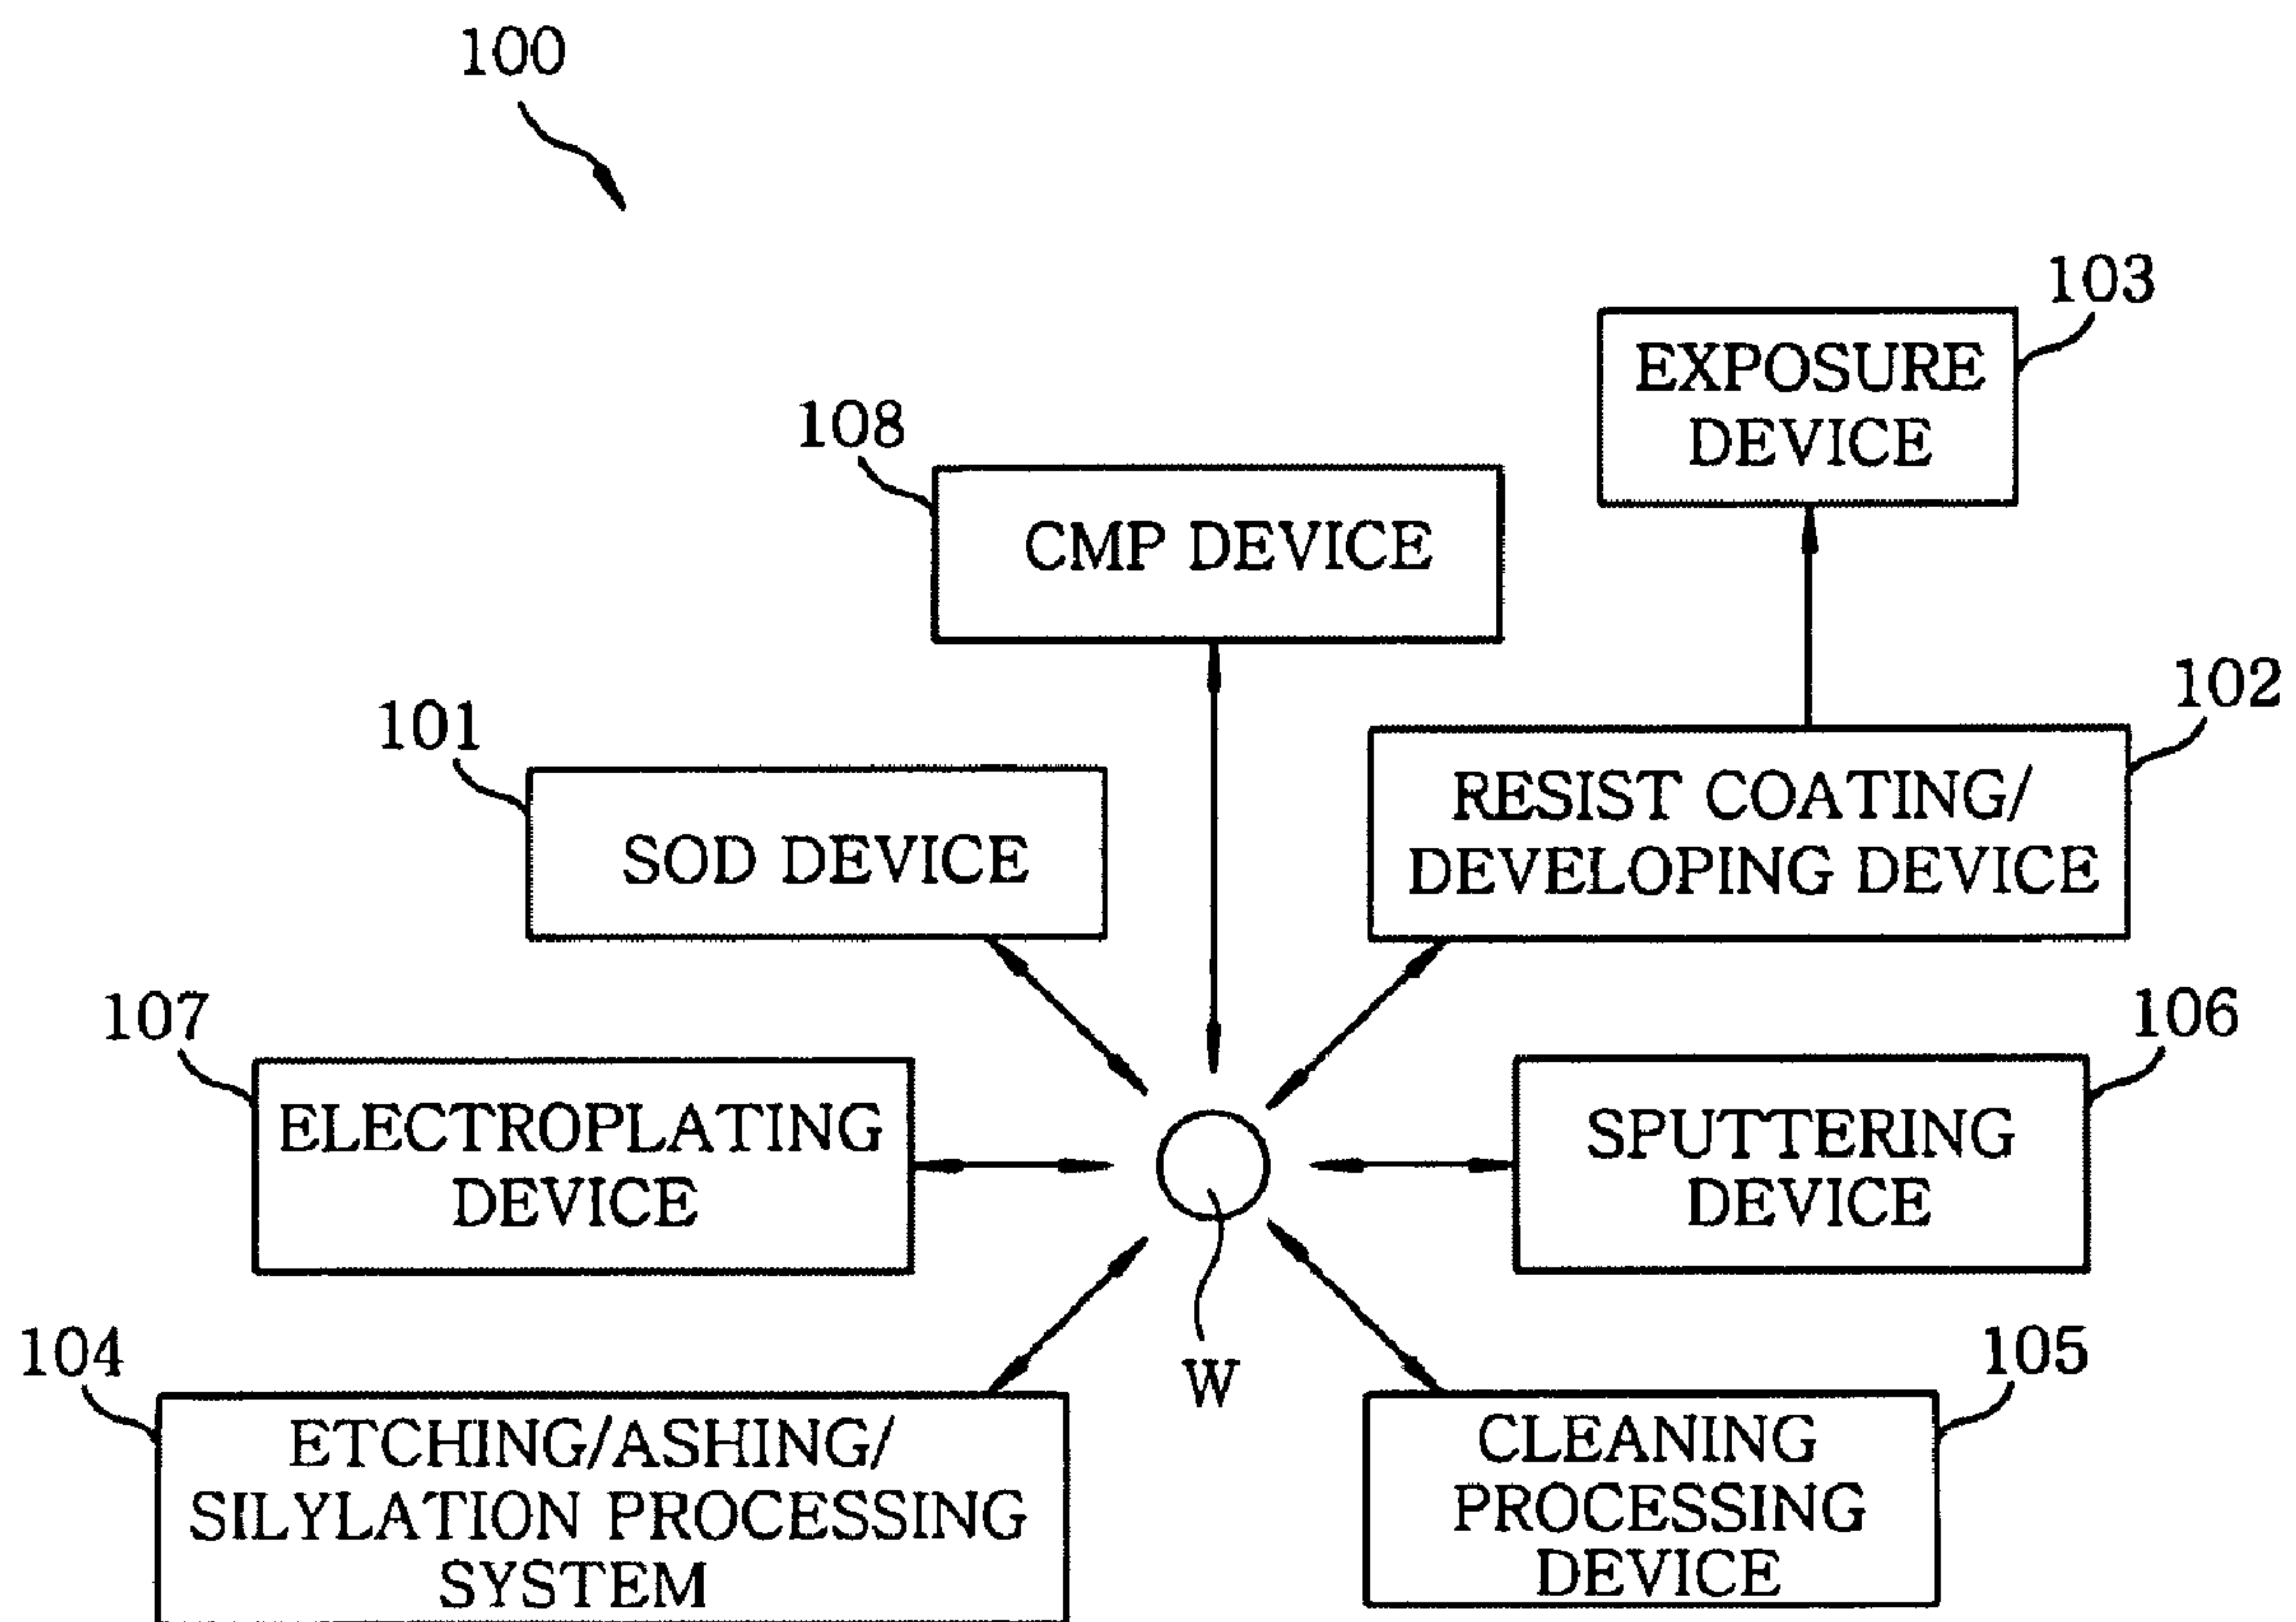 100
103
EXPOSURE
DEVICE
108
CMP DEVICE
102
RESIST COATING/
DEVELOPING DEVICE
101
SOD DEVICE
107
ELECTROPLATING
DEVICE
106
SPUTTERING
DEVICE
W
104
ETCHING/ASHING/
SILYLATION PROCESSING
SYSTEM
105
CLEANING
PROCESSING
DEVICE